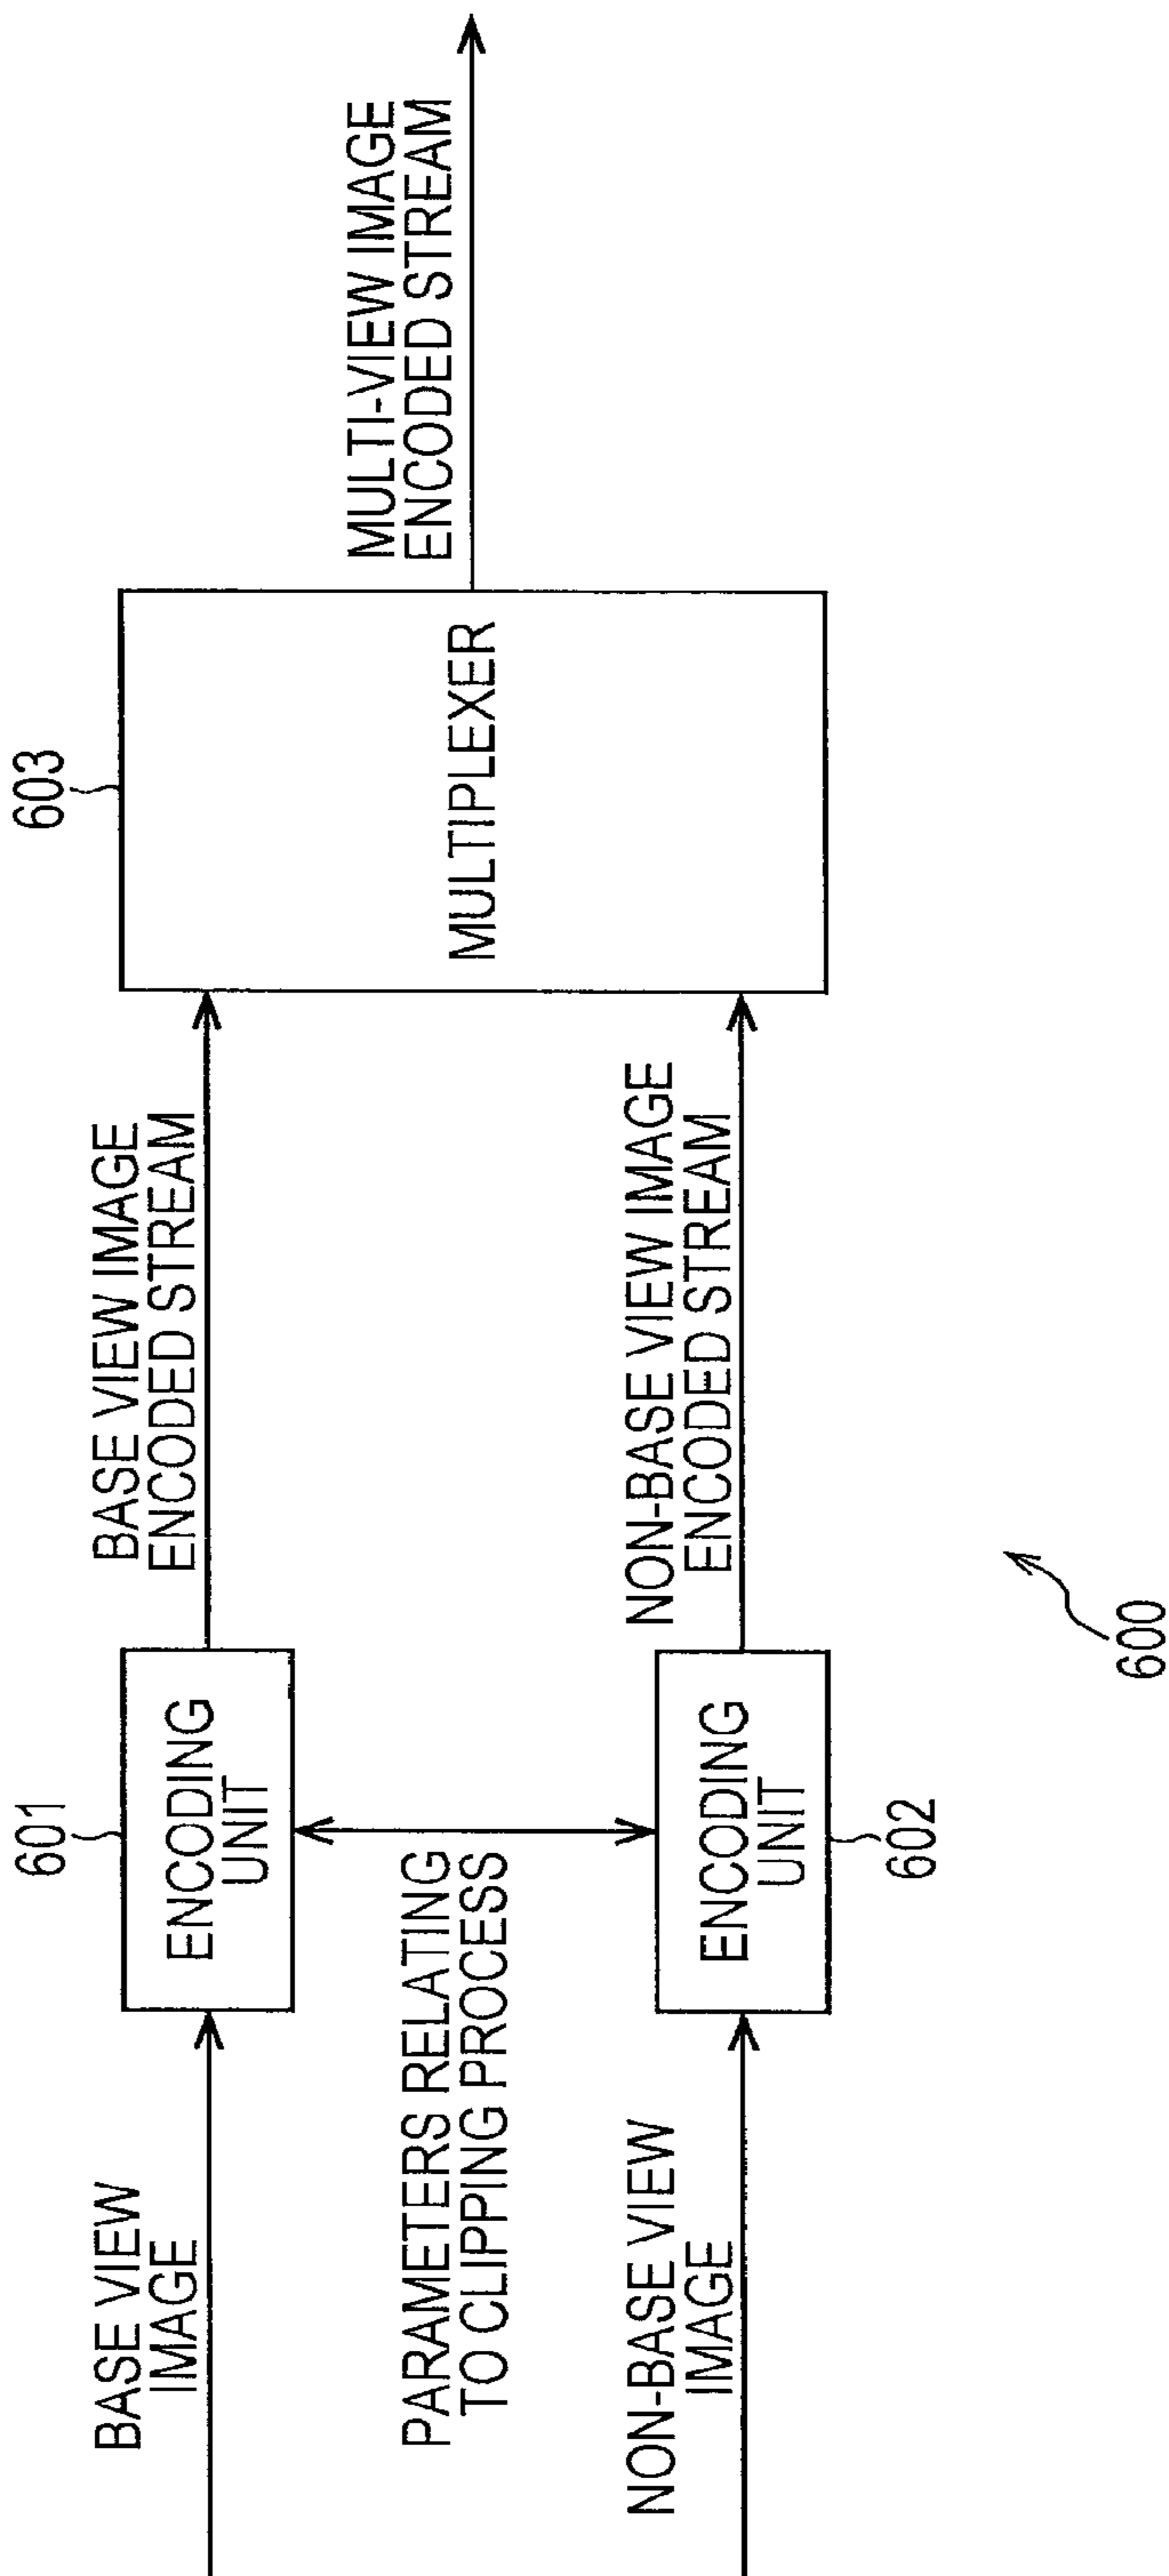 BASE VIEW
IMAGE
601
ENCODING
UNIT
BASE VIEW IMAGE
ENCODED STREAM
603
MULTIPLEXER
MULTI-VIEW IMAGE
ENCODED STREAM
PARAMETERS RELATING
TO CLIPPING PROCESS
NON-BASE VIEW
IMAGE
ENCODING
UNIT
602
NON-BASE VIEW IMAGE
ENCODED STREAM
600